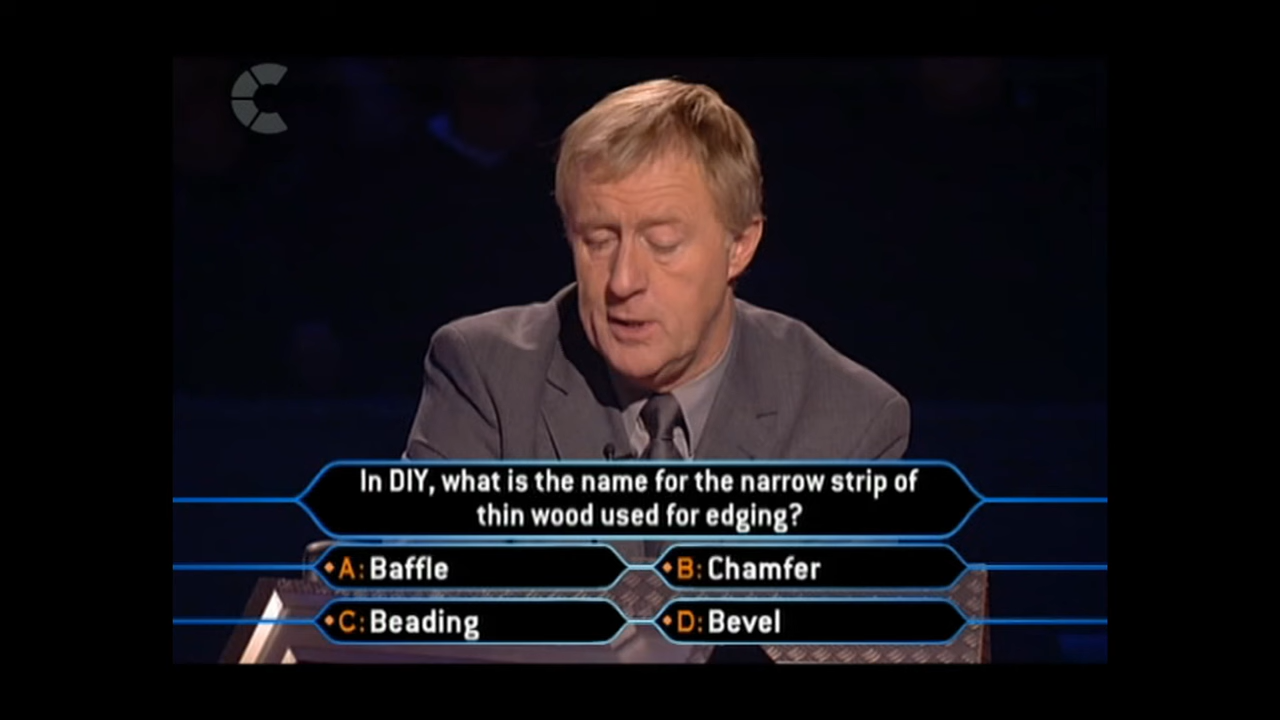 In DIY, what is the name for the narrow strip of
thin wood used for edging?
A: Baffle
B: Chamfer
C: Beading
D: Bevel